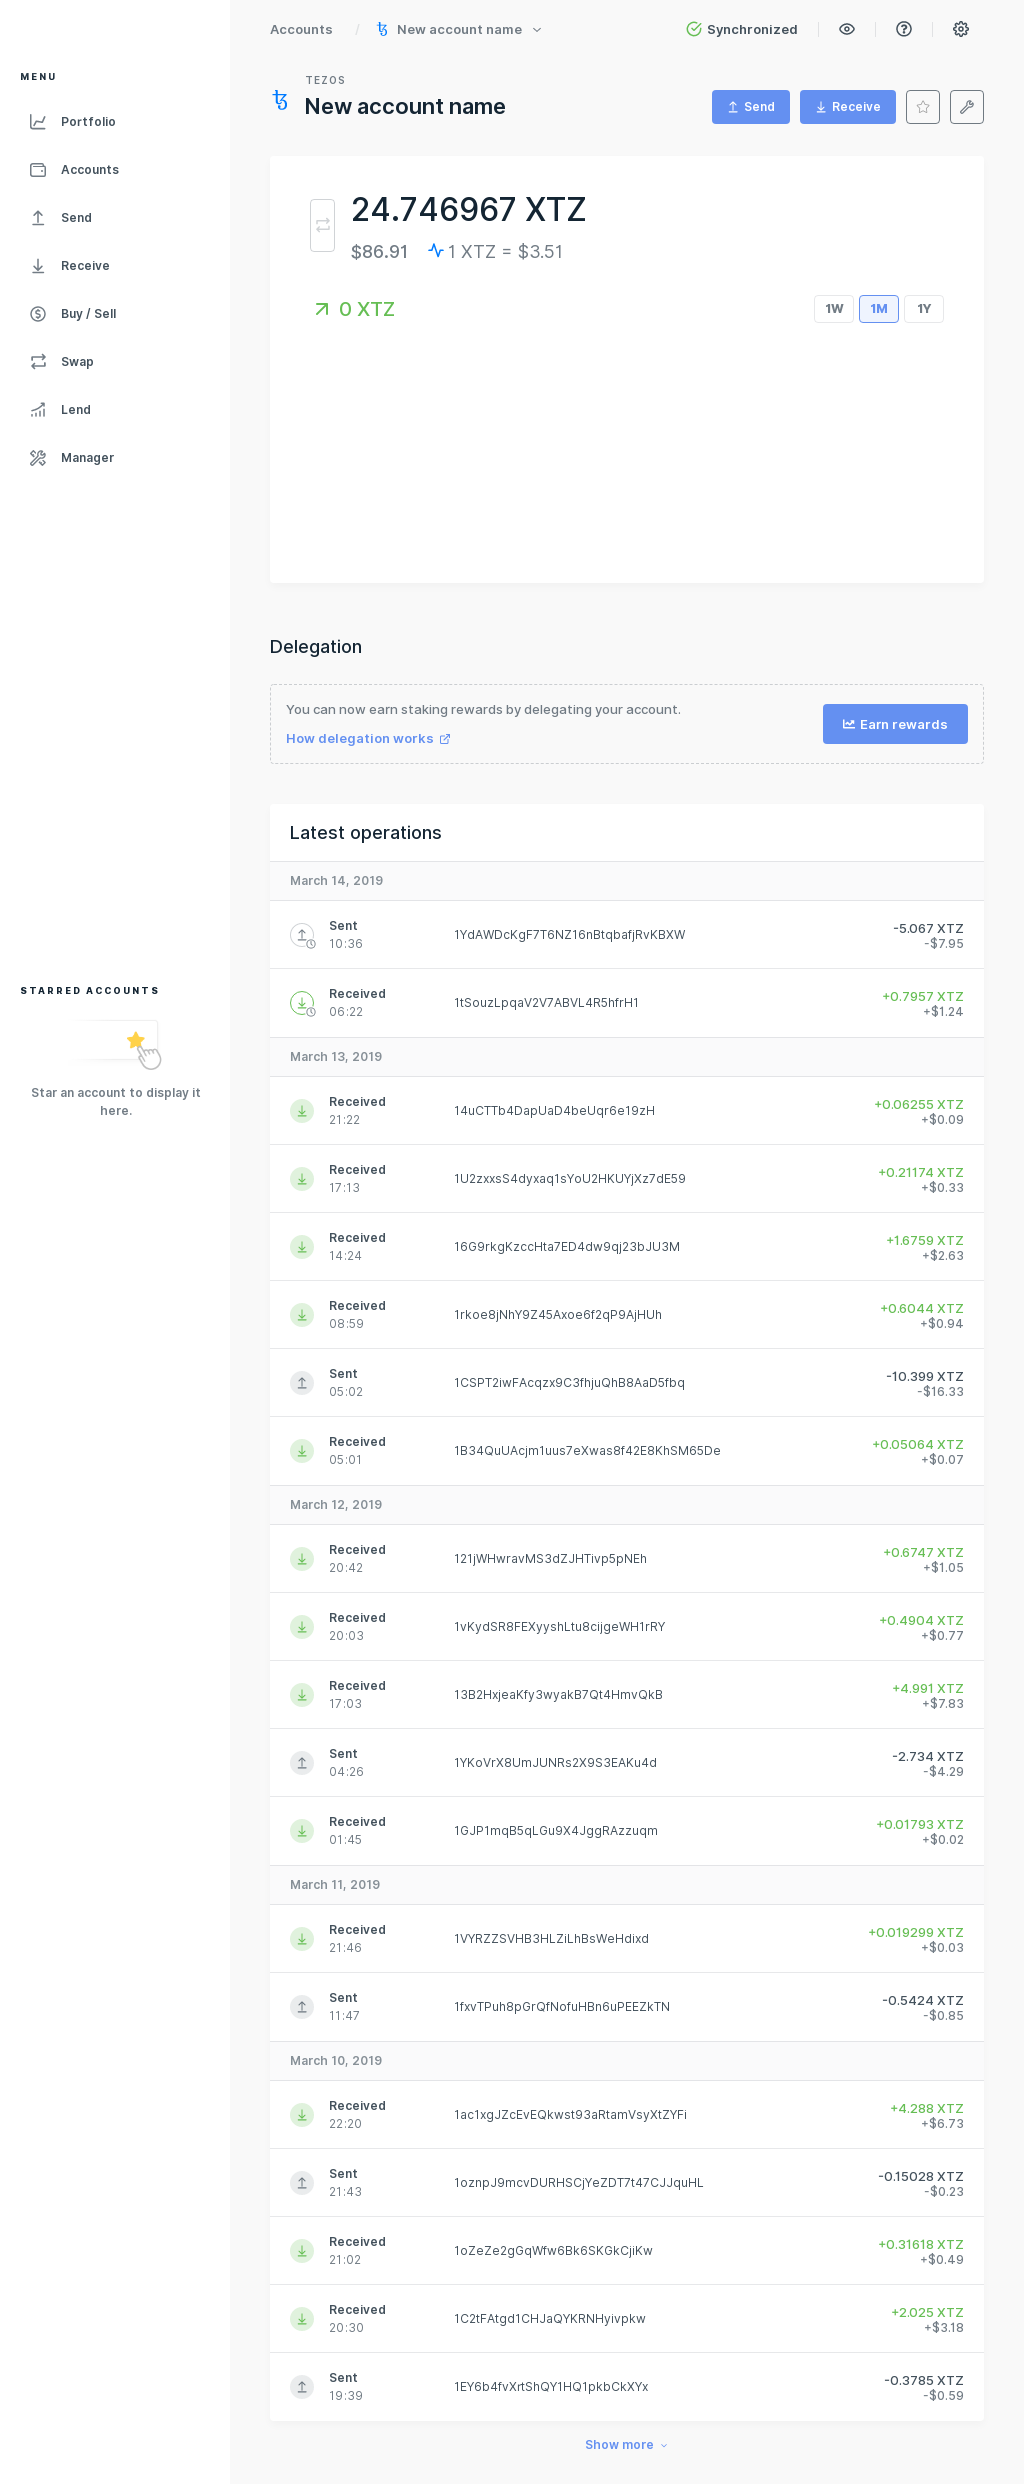 Accounts / New account name
Synchronized
MENU
Portfolio
Accounts
Send
Receive
Buy / Sell
Swap
Lend
Manager
STARRED ACCOUNTS
Star an account to display it
here.
TEZOS
New account name
Send
Receive
24.746967 XTZ
$86.91
1 XTZ = $3.51
0 XTZ
1W
1M
1Y
Delegation
You can now earn staking rewards by delegating your account.
How delegation works
Earn rewards
Latest operations
March 14, 2019
Sent
10:36
1YdAWDcKgF7T6NZ16nBtqbafjRvKBXW
-5.067 XTZ
-$7.95
Received
06:22
1tSouzLpqaV2V7ABVL4R5hfrH1
+0.7957 XTZ
+$1.24
March 13, 2019
Received
21:22
14uCTTb4DapUaD4beUqr6e19zH
+0.06255 XTZ
+$0.09
Received
17:13
1U2zxxsS4dyxaq1sYoU2HKUYjXz7dE59
+0.21174 XTZ
+$0.33
Received
14:24
16G9rkgKzccHta7ED4dw9qj23bJU3M
+1.6759 XTZ
+$2.63
Received
08:59
1rkoe8jNhY9Z45Axoe6f2qP9AjHUh
+0.6044 XTZ
+$0.94
Sent
05:02
1CSPT2iwFAcqzx9C3fhjuQhB8AaD5fbq
-10.399 XTZ
-$16.33
Received
05:01
1B34QuUAcjm1uus7eXwas8f42E8KhSM65De
+0.05064 XTZ
+$0.07
March 12, 2019
Received
20:42
121jWHwravMS3dZJHTivp5pNEh
+0.6747 XTZ
+$1.05
Received
20:03
1vKydSR8FEXyyshLtu8cijgeWH1rRY
+0.4904 XTZ
+$0.77
Received
17:03
13B2HxjeaKfy3wyakB7Qt4HmvQkB
+4.991 XTZ
+$7.83
Sent
04:26
1YKoVrX8UmJUNRs2X9S3EAKu4d
-2.734 XTZ
-$4.29
Received
01:45
1GJP1mqB5qLGu9X4JggRAzzuqm
+0.01793 XTZ
+$0.02
March 11, 2019
Received
21:46
1VYRZZSVHB3HLZiLhBsWeHdixd
+0.019299 XTZ
+$0.03
Sent
11:47
1fxvTPuh8pGrQfNofuHBn6uPEEZkTN
-0.5424 XTZ
-$0.85
March 10, 2019
Received
22:20
1ac1xgJZcEvEQkwst93aRtamVsyXtZYFi
+4.288 XTZ
+$6.73
Sent
21:43
1oznpJ9mcvDURHSCjYeZDT7t47CJJquHL
-0.15028 XTZ
-$0.23
Received
21:02
1oZeZe2gGqWfw6Bk6SKGkCjiKw
+0.31618 XTZ
+$0.49
Received
20:30
1C2tFAtgd1CHJaQYKRNHyivpkw
+2.025 XTZ
+$3.18
Sent
19:39
1EY6b4fvXrtShQY1HQ1pkbCkXYx
-0.3785 XTZ
-$0.59
Show more